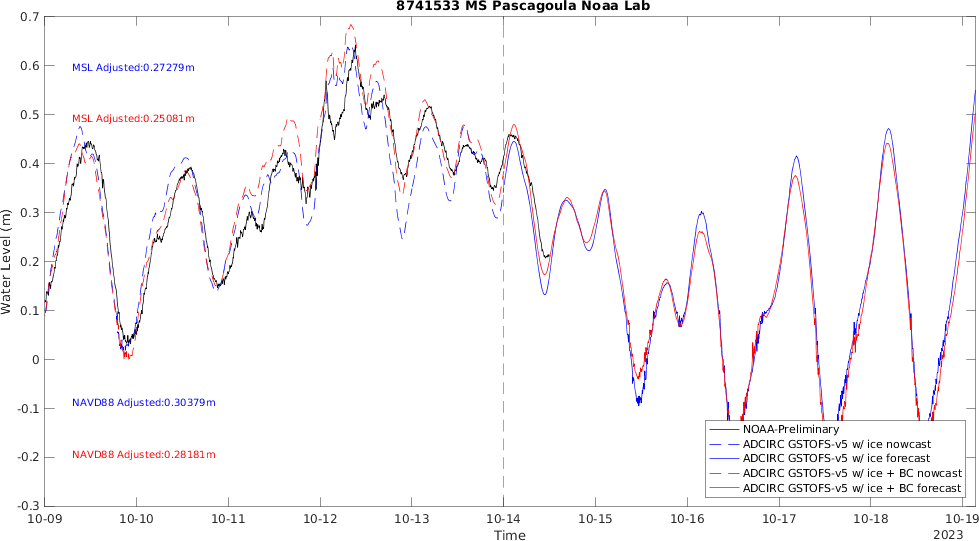 8741533 MS Pascagoula Noaa Lab
0.7
0.6
0.5
0.4
0.3
0.2
0.1
0
-0.1
-0.2
-0.3
Water Level (m)
MSL Adjusted:0.27279m
MSL Adjusted:0.25081m
NAVD88 Adjusted:0.30379m
NAVD88 Adjusted:0.28181m
NOAA-Preliminary
ADCIRC GSTOFS-v5 w/ ice nowcast
ADCIRC GSTOFS-v5 w/ ice forecast
ADCIRC GSTOFS-v5 w/ ice + BC nowcast
ADCIRC GSTOFS-v5 w/ ice + BC forecast
10-09 10-10 10-11 10-12 10-13 10-14 10-15 10-16 10-17 10-18 10-19
Time
2023